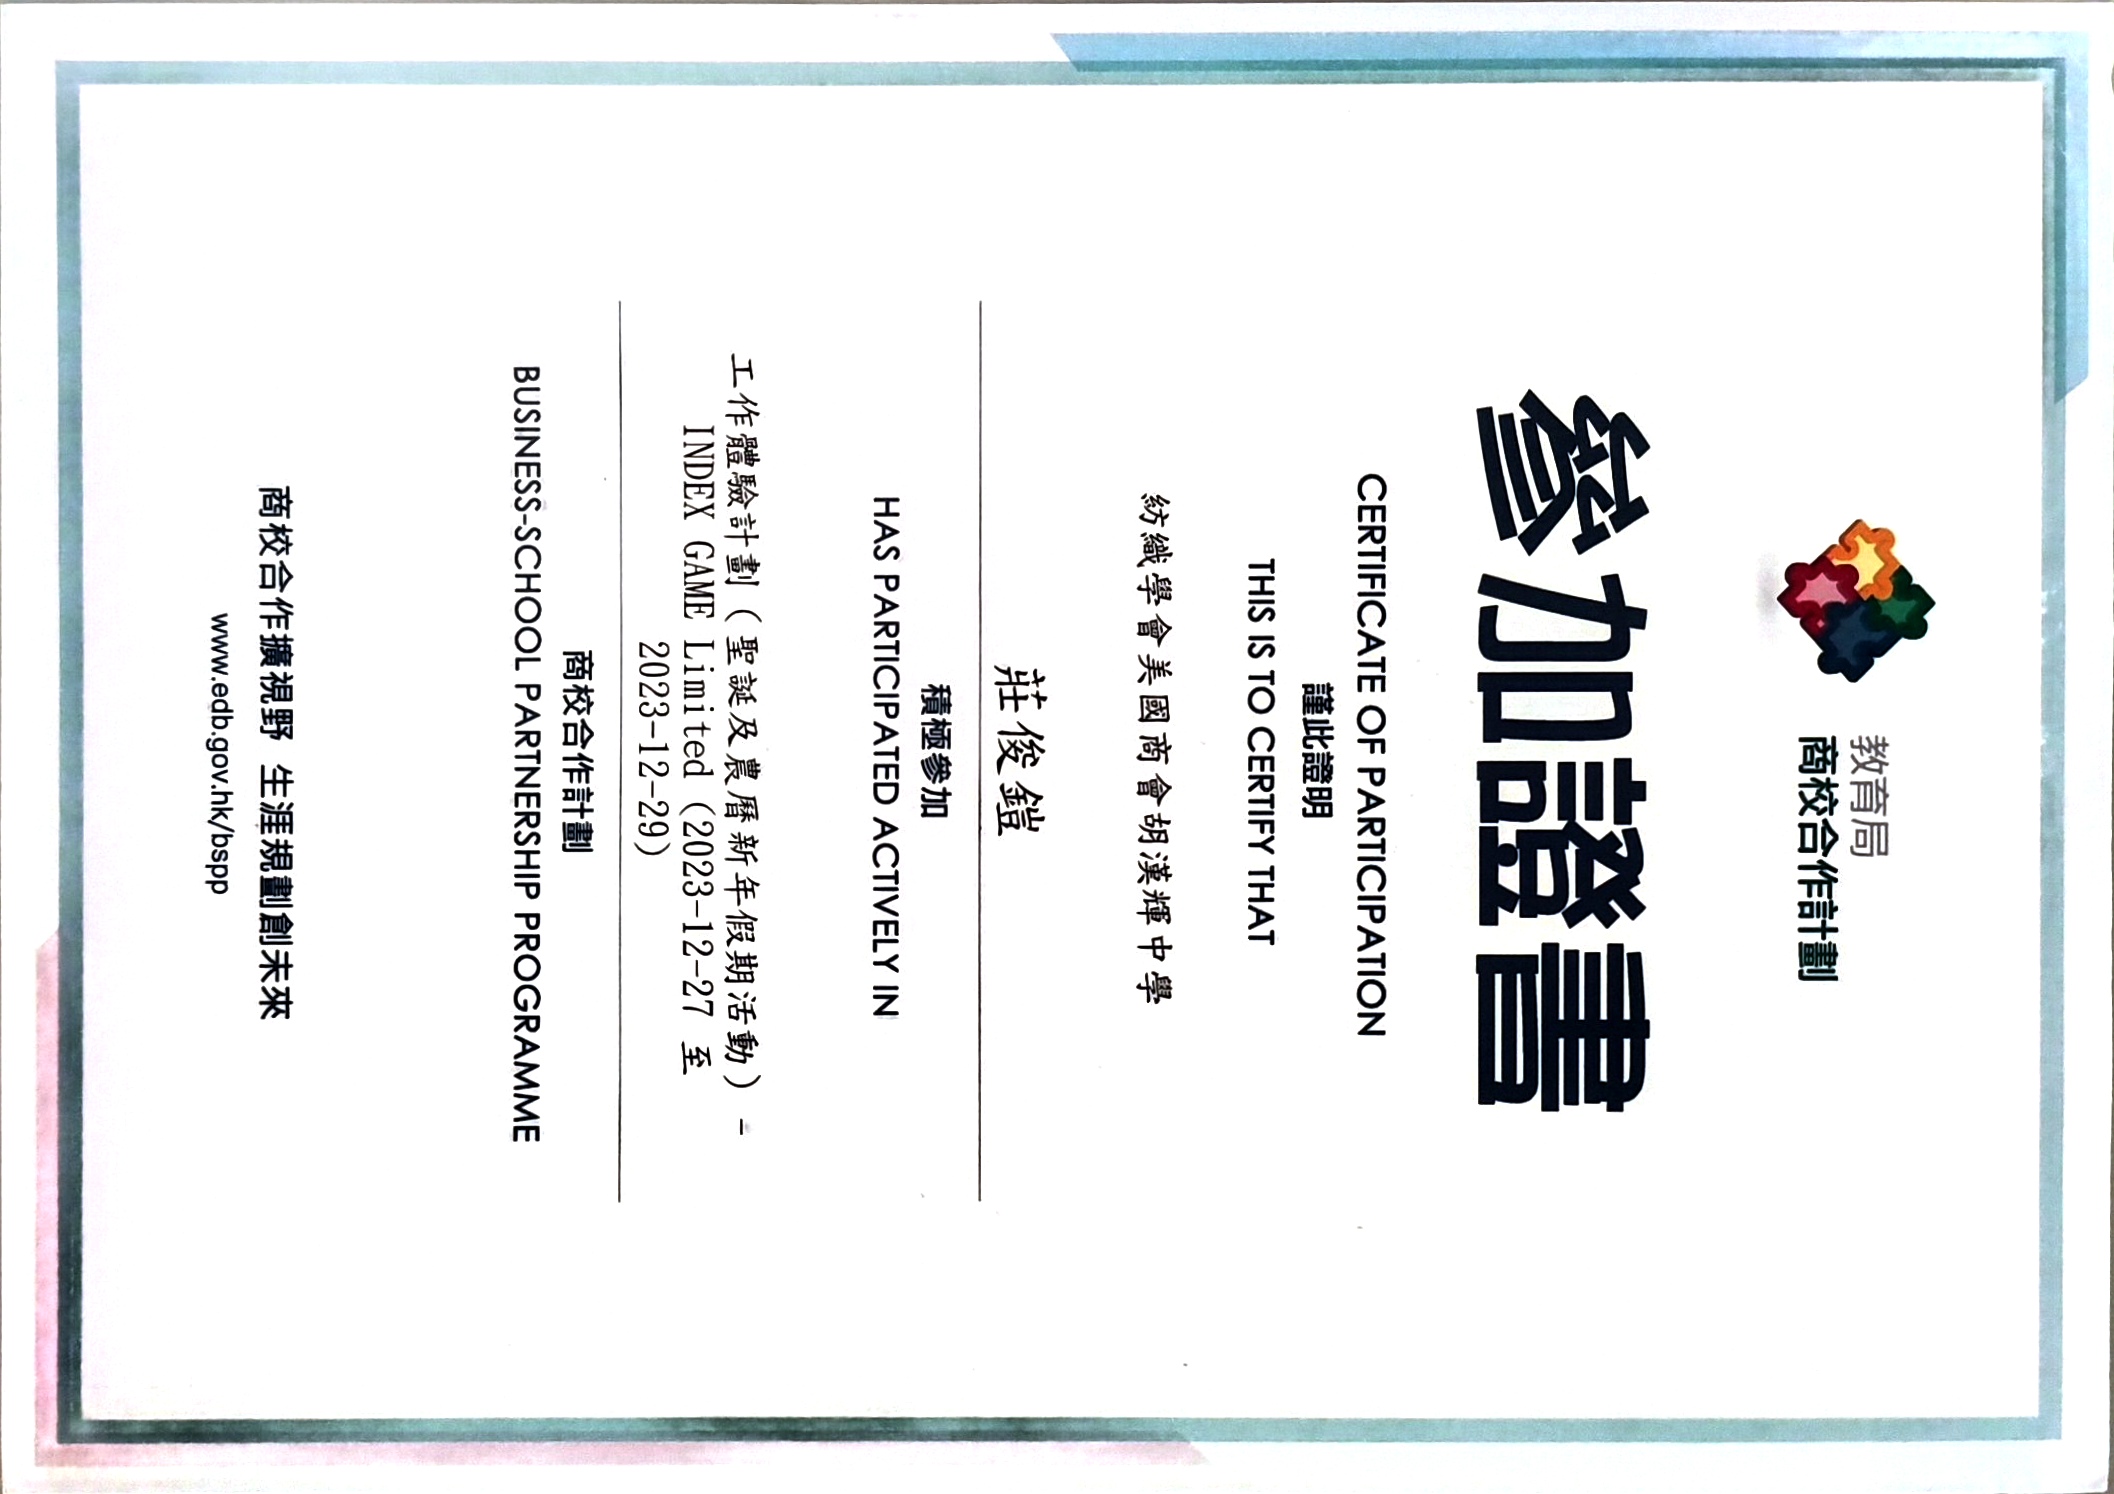 教育局
商校合作計劃
參加證書
CERTIFICATE OF PARTICIPATION
謹此證明
THIS IS TO CERTIFY THAT
紡織學會美國商會胡漢輝中學
莊俊鎧
積極參加
HAS PARTICIPATED ACTIVELY IN
工作體驗計劃（聖誕及農曆新年假期活動） -
INDEX GAME Limited (2023-12-27 至
2023-12-29)
商校合作計劃
BUSINESS-SCHOOL PARTNERSHIP PROGRAMME
商校合作擴視野 生涯規劃創未來
www.edb.gov.hk/bspp